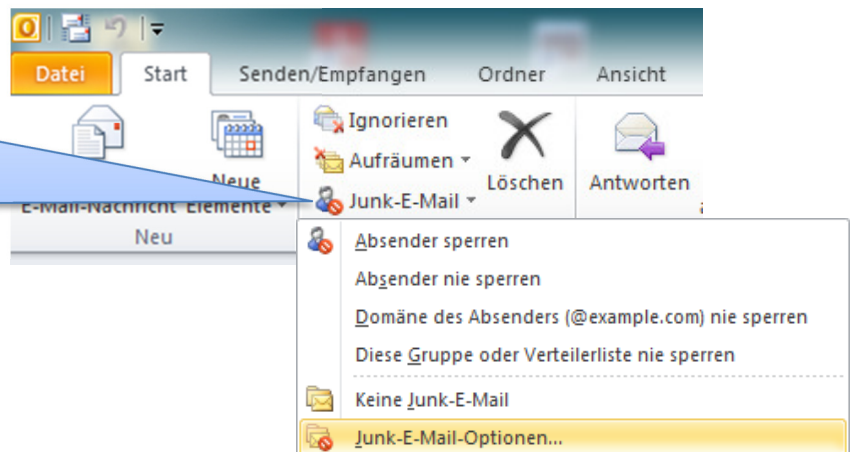 Datei Start Senden/Empfangen Ordner Ansicht
Ignorieren
Aufräumen
Neue
Löschen Antworten
Junk-E-Mail
E-Mail-Nachricht Elemente
Neu
Absender sperren
Absender nie sperren
Domäne des Absenders (@example.com) nie sperren
Diese Gruppe oder Verteilerliste nie sperren
Keine Junk-E-Mail
Junk-E-Mail-Optionen...